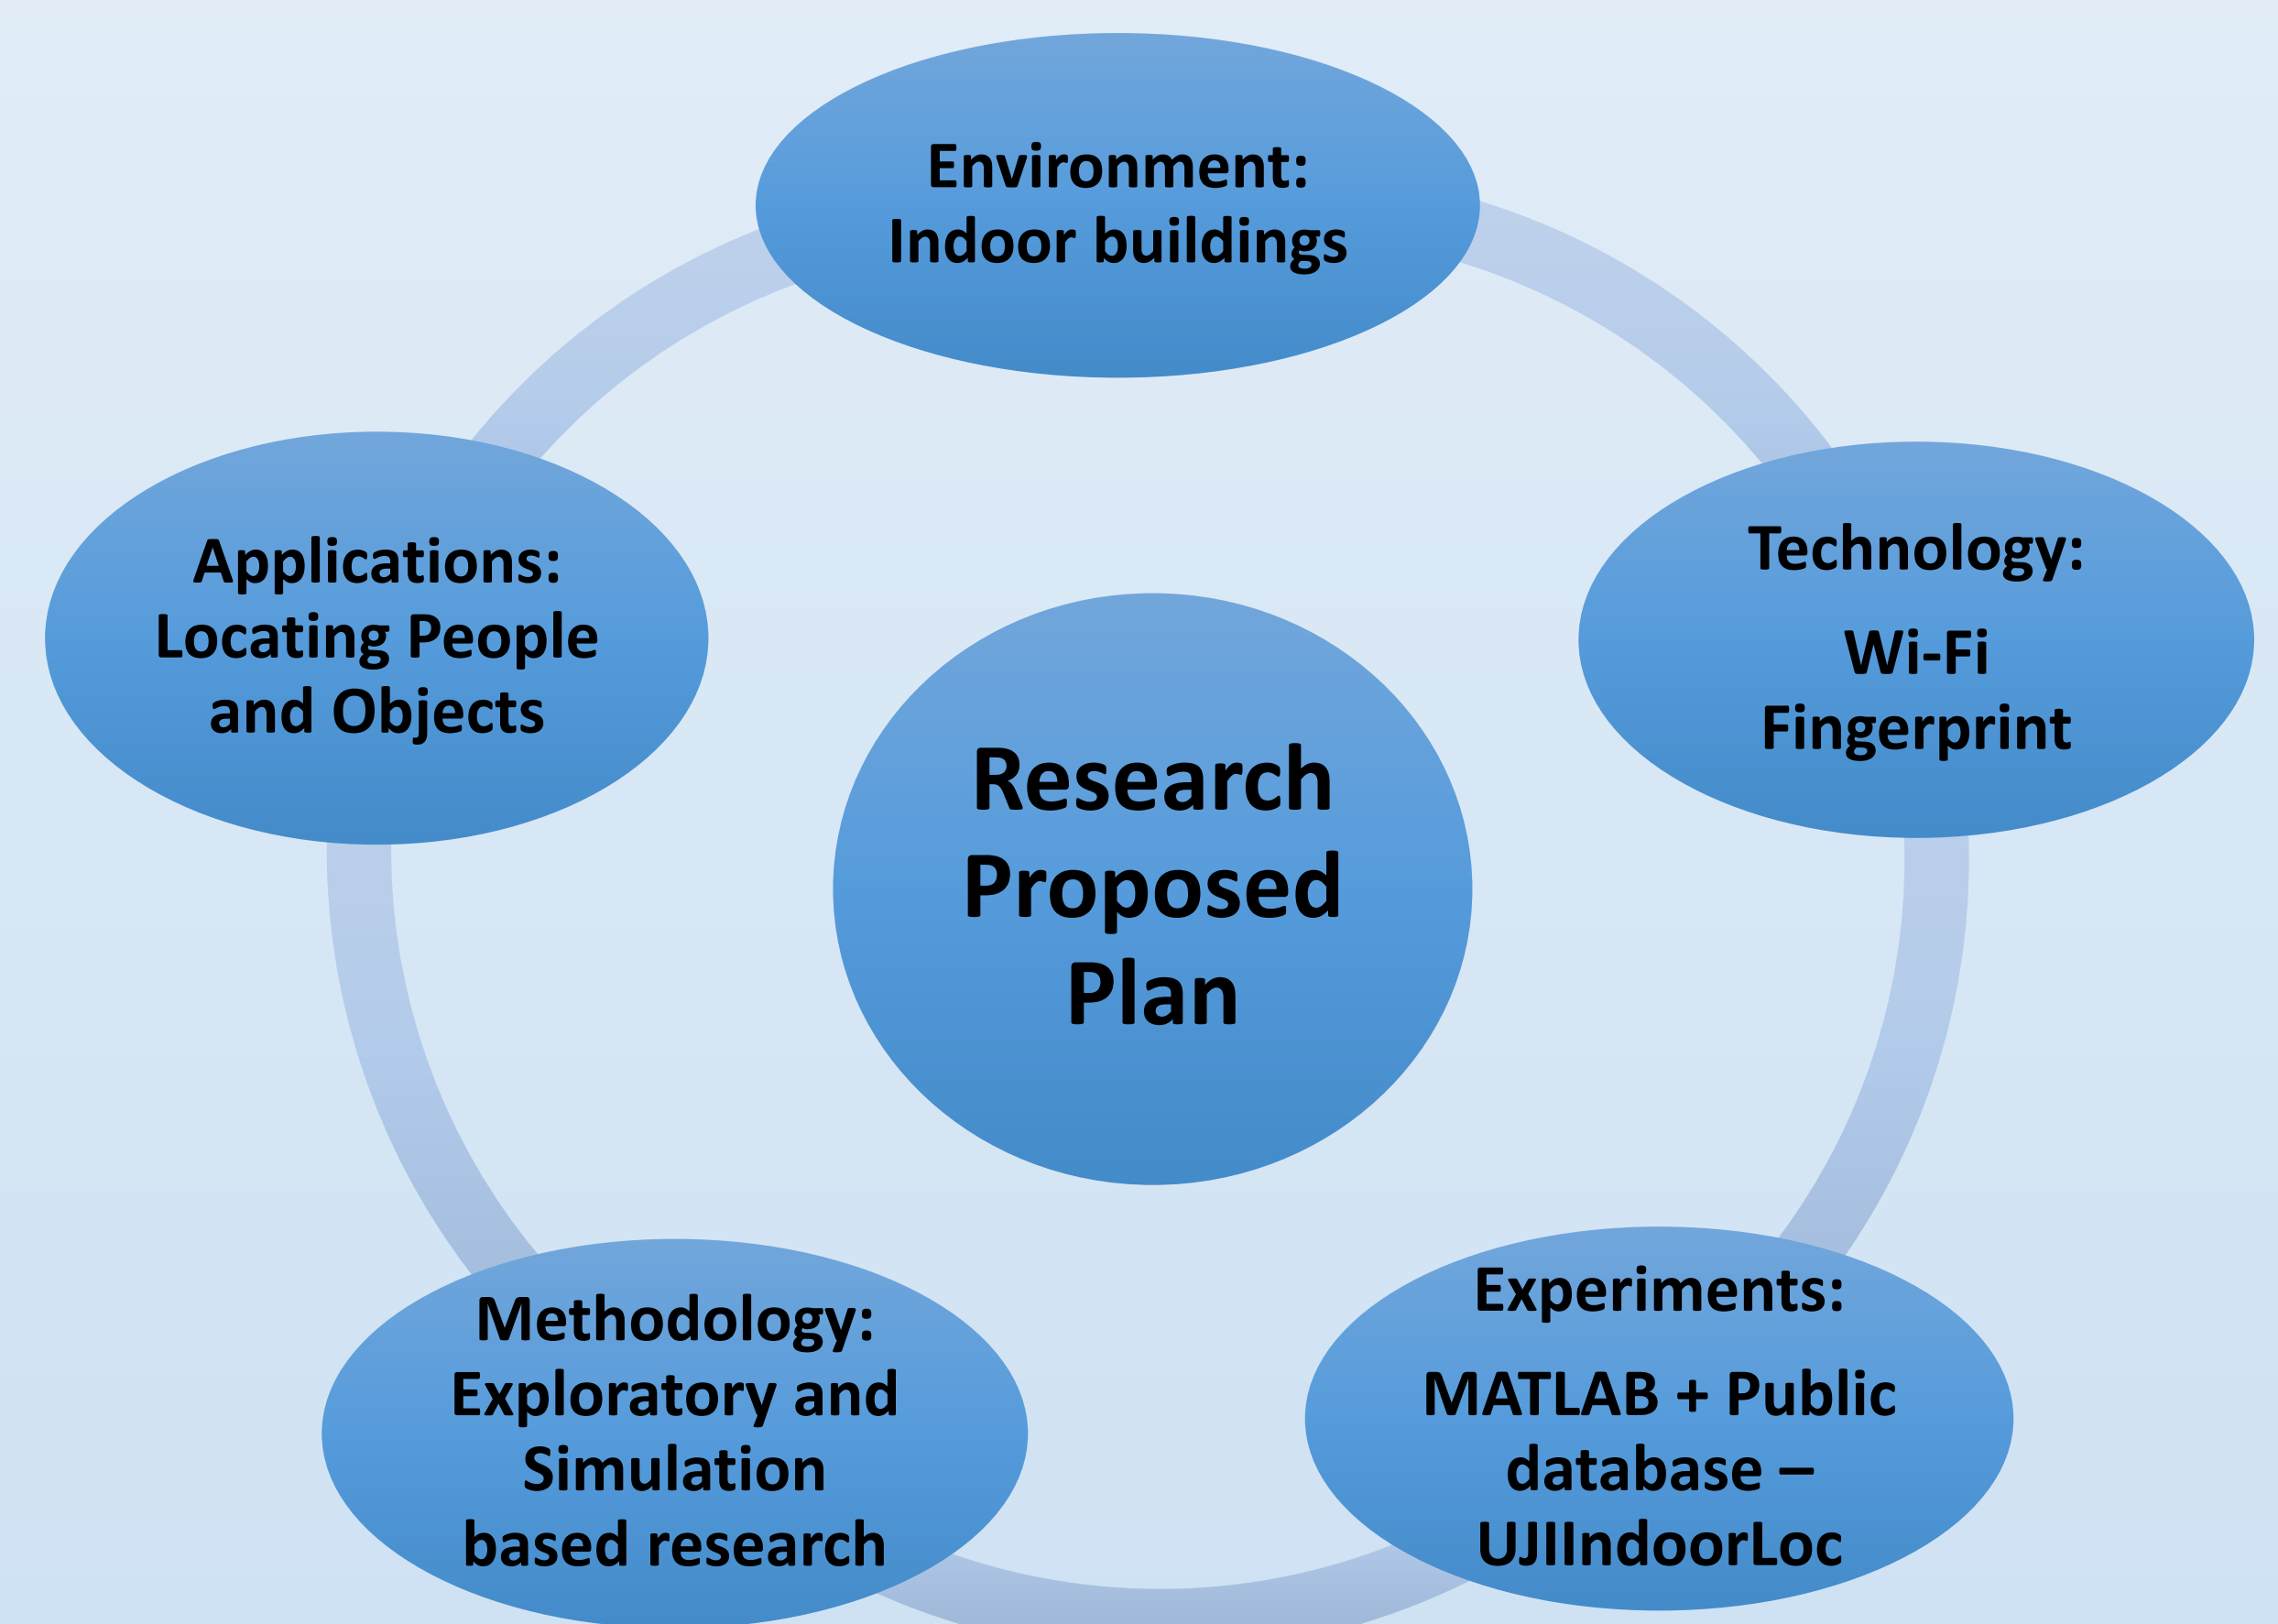 Environment:
Indoor buildings
Technology:
Wi-Fi
Fingerprint
Experiments:
MATLAB + Public
database –
UJIIndoorLoc
Methodology:
Exploratory and
Simulation
based research
Applications:
Locating People
and Objects
Research
Proposed
Plan